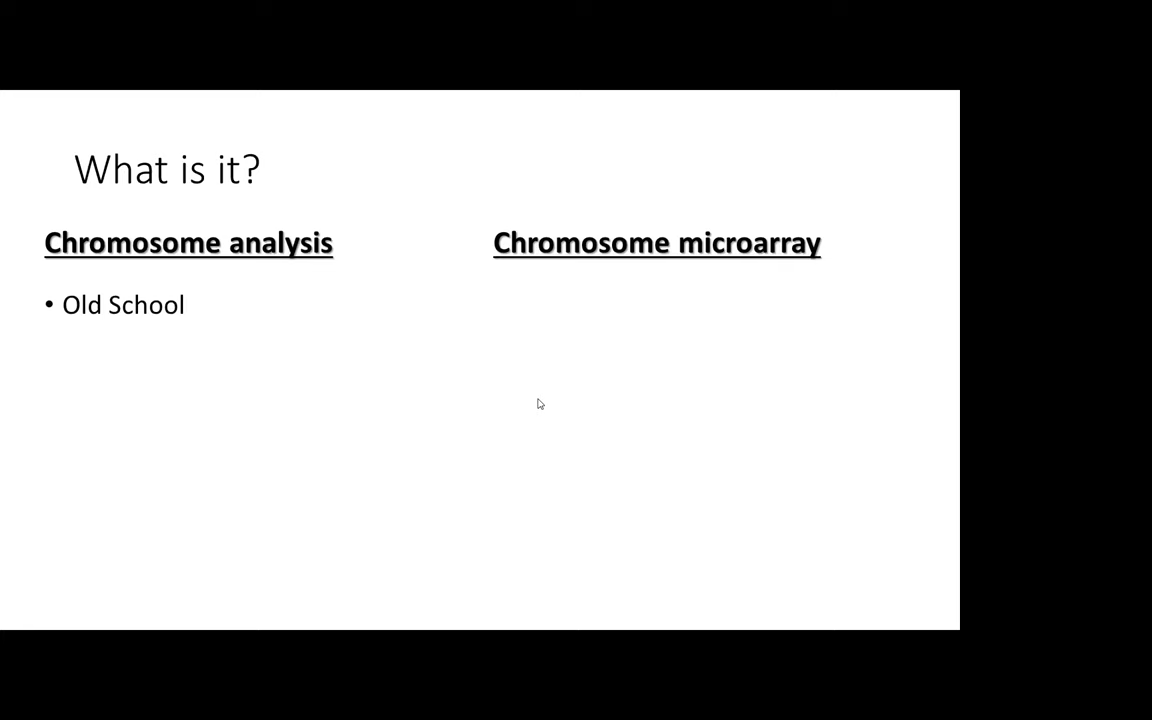 What is it?
Chromosome analysis
• Old School
Chromosome microarray